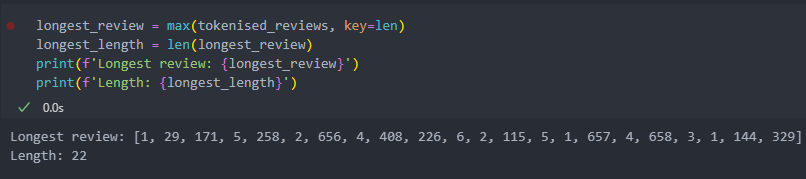 longest_review = max(tokenised_reviews, key=len)
longest_length = len(longest_review)
print(f'Longest review: {longest_review}')
print(f'Length: {longest_length}')
0.0s
Longest review: [1, 29, 171, 5, 258, 2, 656, 4, 408, 226, 6, 2, 115, 5, 1, 657, 4, 658, 3, 1, 144, 329]
Length: 22